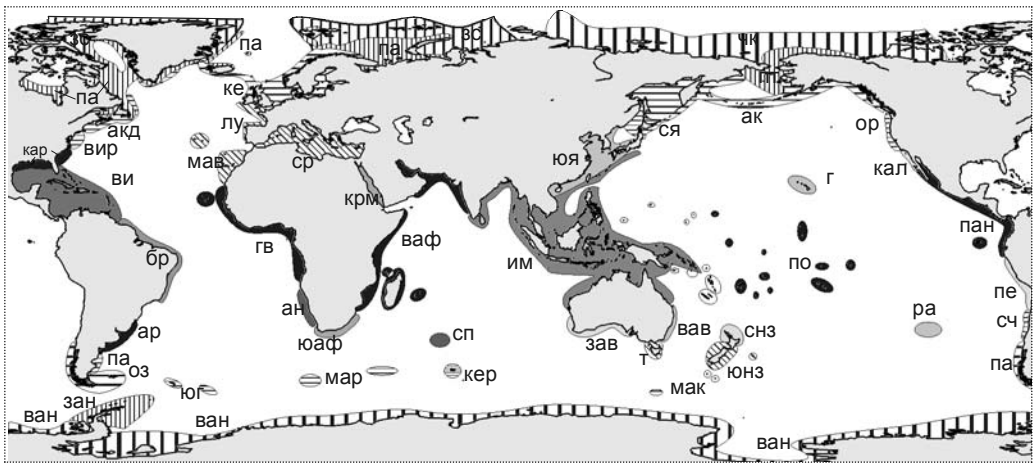 зс
па
па
зс
чк
па
ке
акд
лу
ся
ак
ор
кар
вир
мав
ср
юя
кал
ви
крм
г
гв
ваф
пан
бр
им
по
ан
пе
ар
сп
вав
снз
ра
сч
юаф
зав
т
па
оз
мар
кер
юнз
па
зан
юг
мак
ван
ван
ван